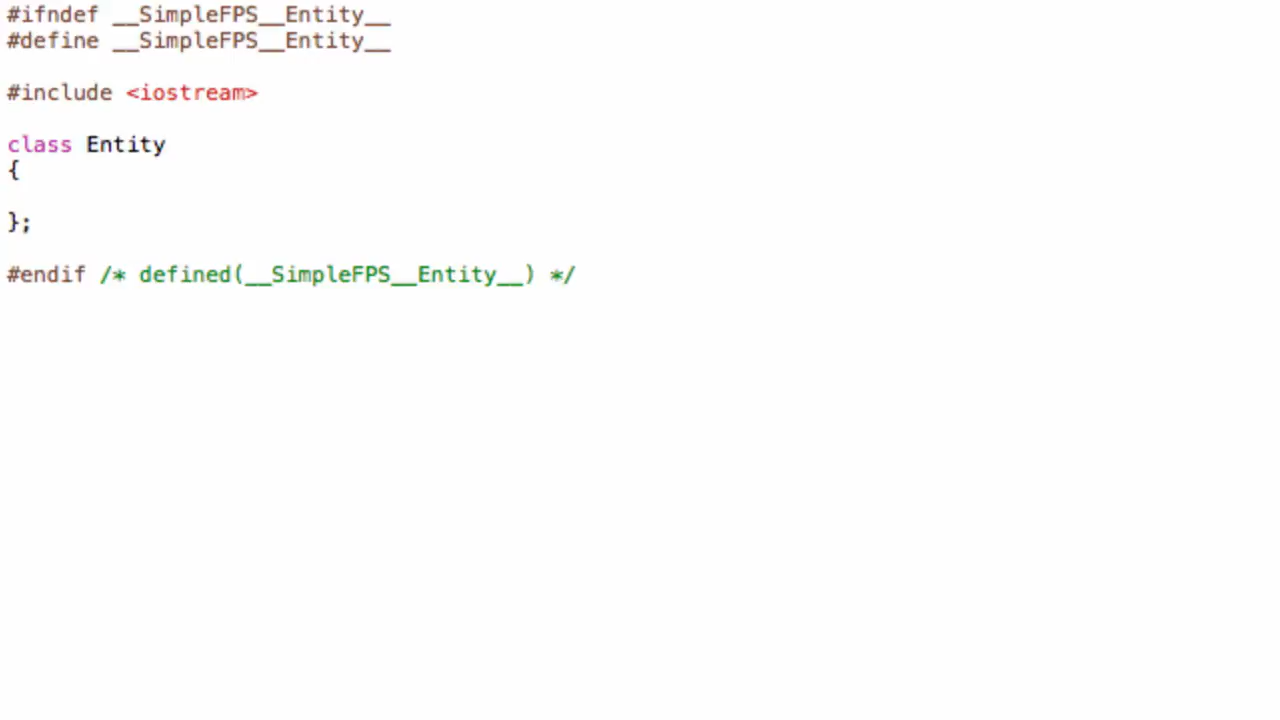 #ifndef __SimpleFPS__Entity__
#define __SimpleFPS__Entity__
#include <iostream>
class Entity
{
};
#endif /* defined(__SimpleFPS__Entity__) */